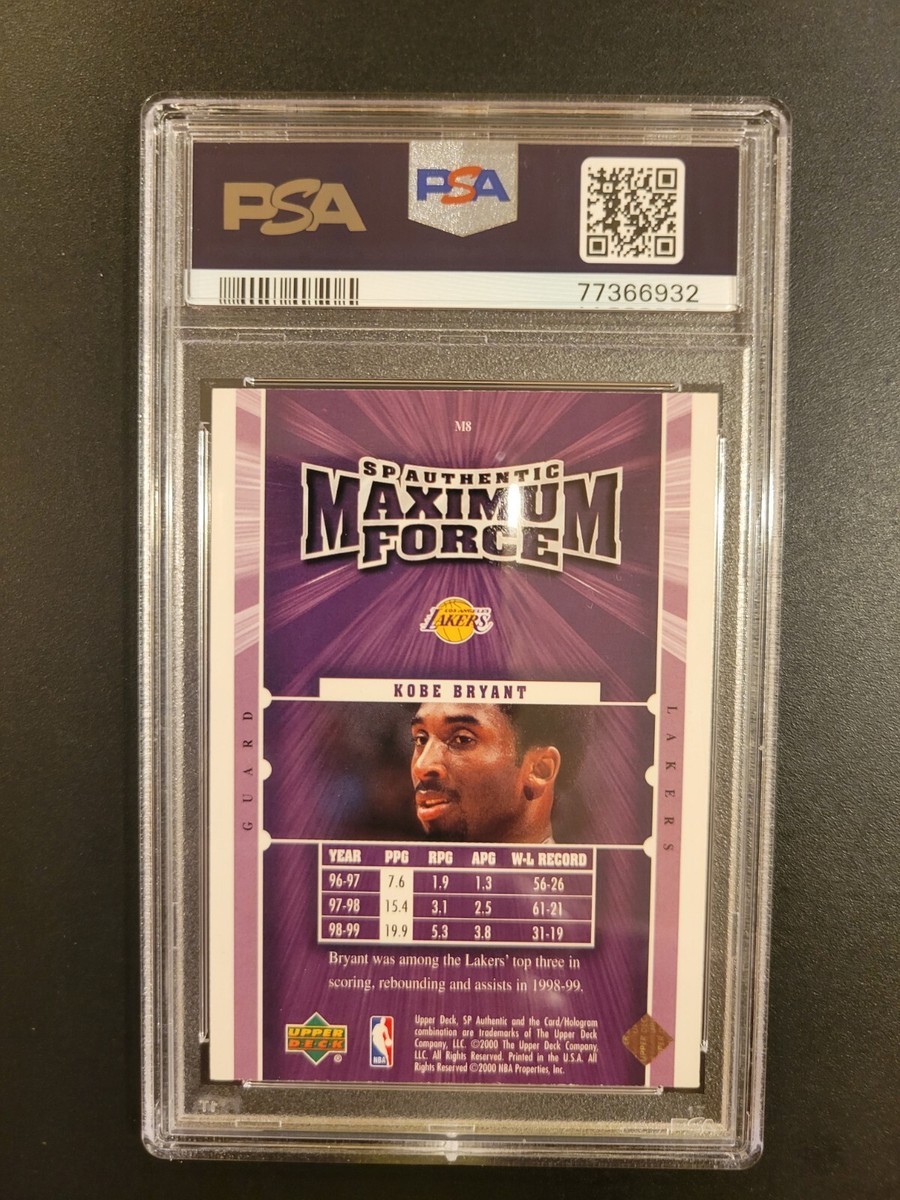 PSA
PSA
77366932
M8
SP AUTHENTIC
MAXIMUM
FORCE
LOS ANGELES
LAKERS
KOBE BRYANT
GUARD
LAKERS
YEAR PPG RPG APG W-L RECORD
96-97 7.6 1.9 1.3 56-26
97-98 15.4 3.1 2.5 61-21
98-99 19.9 5.3 3.8 31-19
Bryant was among the Lakers' top three in
scoring, rebounding and assists in 1998-99.
UPPER
DECK
®
NBA
Upper Deck, SP Authentic and the Card/Hologram
combination are trademarks of The Upper Deck
Company, LLC. ©2000 The Upper Deck Company,
LLC. All Rights Reserved. Printed in the U.S.A. All
Rights Reserved ©2000 NBA Properties, Inc.